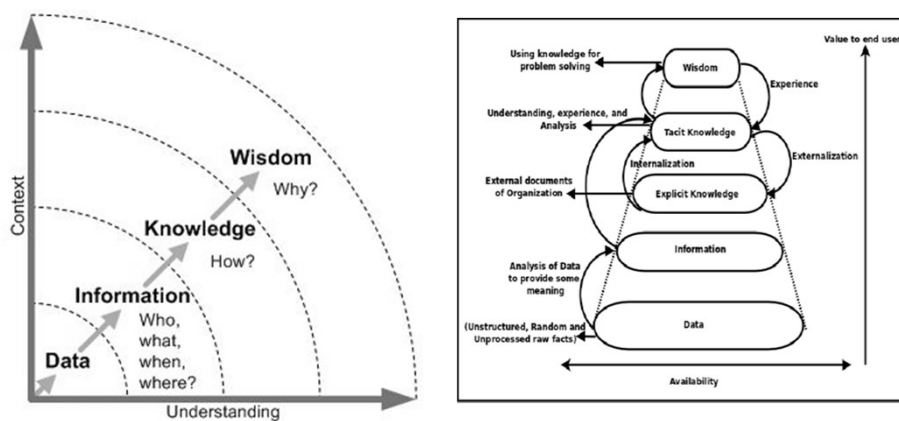 Context
Wisdom
Why?
Knowledge
How?
Information
Who,
what,
when,
where?
Data
Understanding
Value to end user
Using knowledge for
problem solving
Wisdom
Experience
Understanding, experience, and
Analysis
Tacit Knowledge
Internalization
Externalization
External documents
of Organization
Explicit Knowledge
Information
Analysis of Data
to provide some
meaning
Data
(Unstructured, Random and
Unprocessed raw facts)
Availability